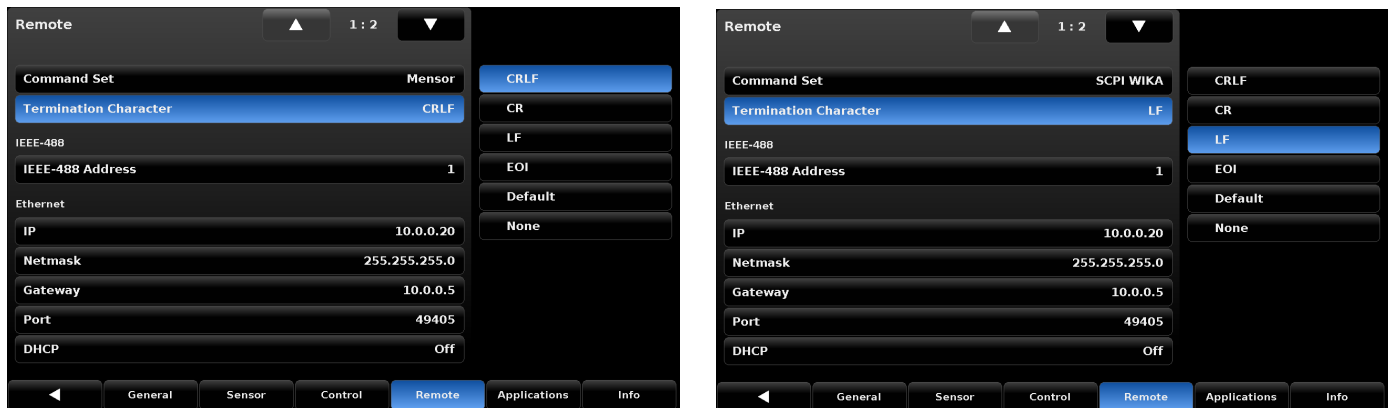 Remote 1 : 2
Command Set Mensor
Termination Character CRLF
IEEE-488
IEEE-488 Address 1
Ethernet
IP 10.0.0.20
Netmask 255.255.255.0
Gateway 10.0.0.5
Port 49405
DHCP Off
CRLF
CR
LF
EOI
Default
None
General Sensor Control Remote Applications Info
Remote 1 : 2
Command Set SCPI WIKA
Termination Character LF
IEEE-488
IEEE-488 Address 1
Ethernet
IP 10.0.0.20
Netmask 255.255.255.0
Gateway 10.0.0.5
Port 49405
DHCP Off
CRLF
CR
LF
EOI
Default
None
General Sensor Control Remote Applications Info